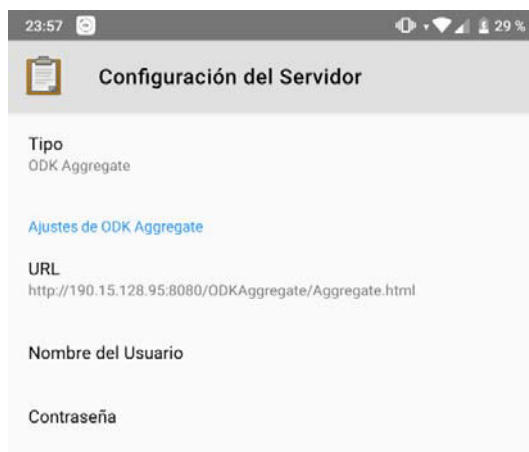 23:57 29 %
Configuración del Servidor
Tipo
ODK Aggregate
Ajustes de ODK Aggregate
URL
http://190.15.128.95:8080/ODKAggregate/Aggregate.html
Nombre del Usuario
Contraseña